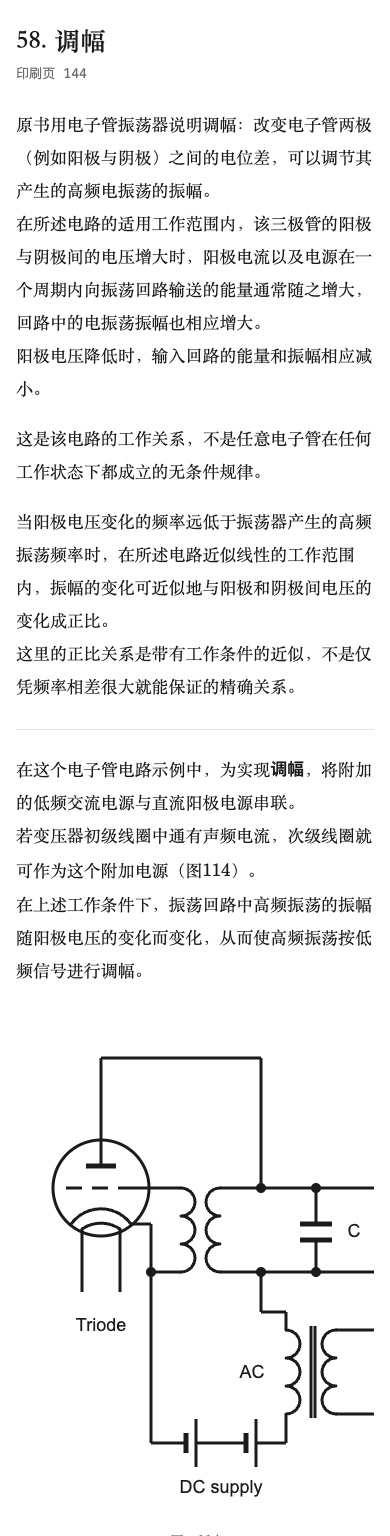 58. 调幅
印刷页 144
原书用电子管振荡器说明调幅：改变电子管两极
（例如阳极与阴极）之间的电位差，可以调节其
产生的高频电振荡的振幅。
在所述电路的适用工作范围内，该三极管的阳极
与阴极间的电压增大时，阳极电流以及电源在一
个周期内向振荡回路输送的能量通常随之增大，
回路中的电振荡振幅也相应增大。
阳极电压降低时，输入回路的能量和振幅相应减
小。
这是该电路的工作关系，不是任意电子管在任何
工作状态下都成立的无条件规律。
当阳极电压变化的频率远低于振荡器产生的高频
振荡频率时，在所述电路近似线性的工作范围
内，振幅的变化可近似地与阳极和阴极间电压的
变化成正比。
这里的正比关系是带有工作条件的近似，不是仅
凭频率相差很大就能保证的精确关系。
在这个电子管电路示例中，为实现调幅，将附加
的低频交流电源与直流阳极电源串联。
若变压器初级线圈中通有声频电流，次级线圈就
可作为这个附加电源（图114）。
在上述工作条件下，振荡回路中高频振荡的振幅
随阳极电压的变化而变化，从而使高频振荡按低
频信号进行调幅。
C
Triode
AC
DC supply